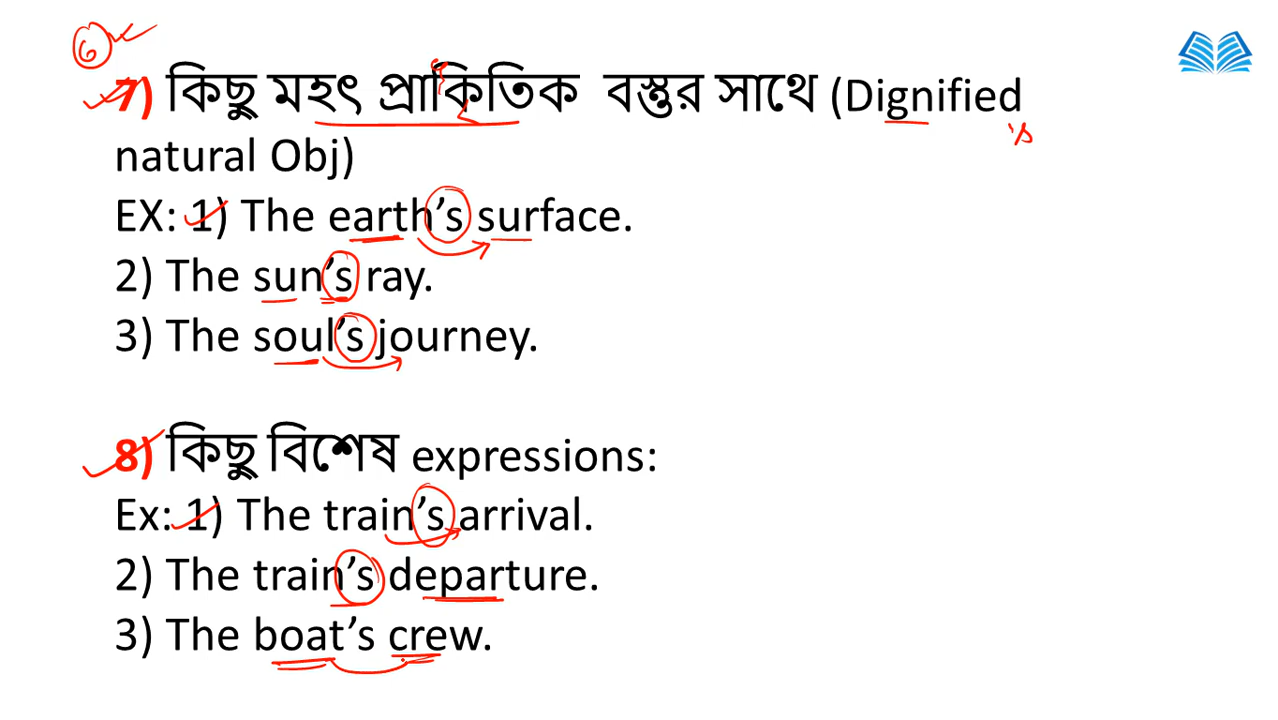 6
7) কিছু মহৎ প্রাকিতিক বস্তুর সাথে (Dignified
's
natural Obj)
EX: 1) The earth’s surface.
2) The sun’s ray.
3) The soul’s journey.
8) কিছু বিশেষ expressions:
Ex: 1) The train’s arrival.
2) The train’s departure.
3) The boat’s crew.